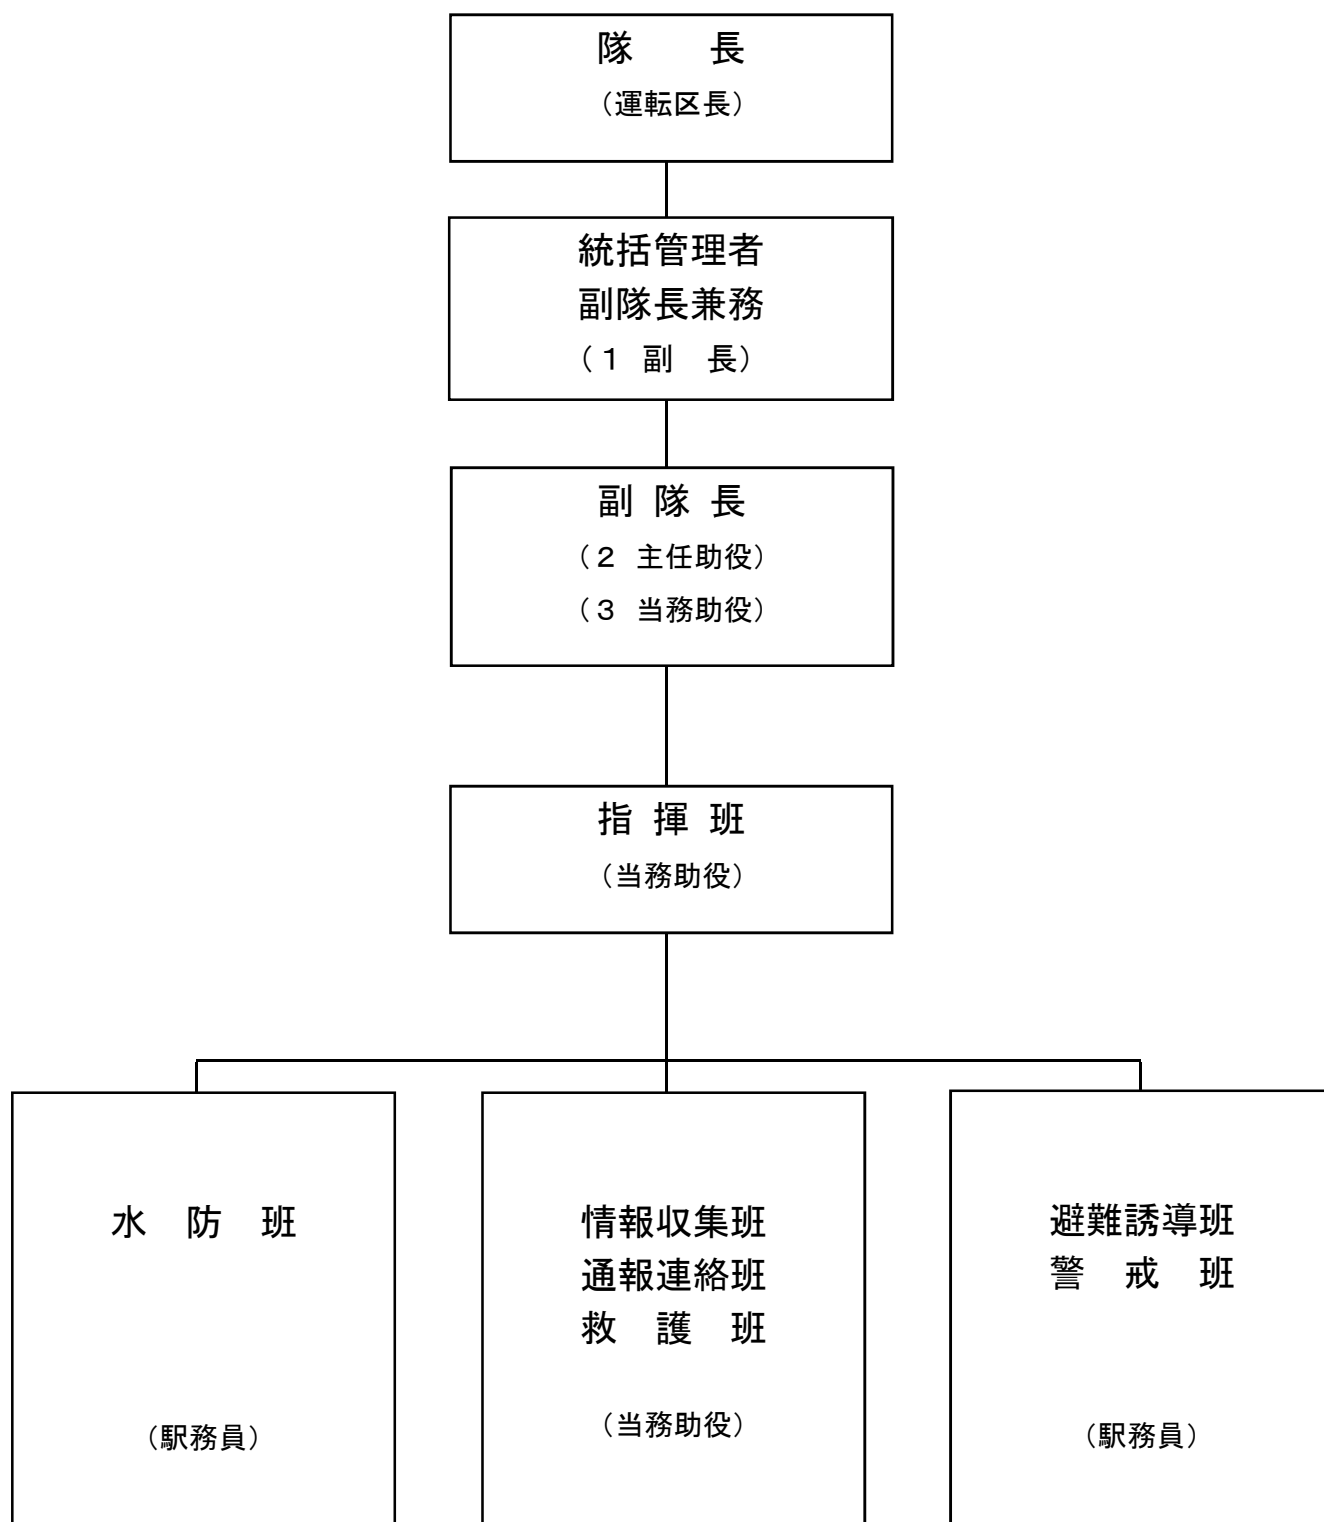 隊　　長
（運転区長）
統括管理者
副隊長兼務
（１ 副　長）
副 隊 長
（２ 主任助役）
（３ 当務助役）
指 揮 班
（当務助役）
水　防　班
（駅務員）
情報収集班
通報連絡班
救　護　班
（当務助役）
避難誘導班
警　戒　班
（駅務員）